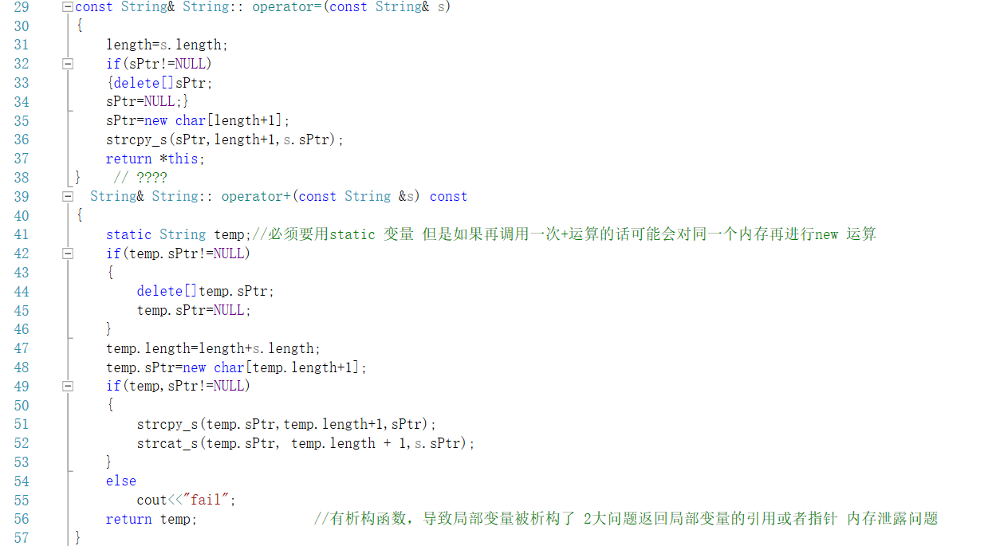 29 const String& String:: operator=(const String& s)
30 {
31 length=s.length;
32 if(sPtr!=NULL)
33 {delete[]sPtr;
34 sPtr=NULL;}
35 sPtr=new char[length+1];
36 strcpy_s(sPtr,length+1,s.sPtr);
37 return *this;
38 } // ????
39 String& String:: operator+(const String &s) const
40 {
41 static String temp;//必须要用static 变量 但是如果再调用一次+运算的话可能会对同一个内存再进行new 运算
42 if(temp.sPtr!=NULL)
43 {
44 delete[]temp.sPtr;
45 temp.sPtr=NULL;
46 }
47 temp.length=length+s.length;
48 temp.sPtr=new char[temp.length+1];
49 if(temp,sPtr!=NULL)
50 {
51 strcpy_s(temp.sPtr,temp.length+1,sPtr);
52 strcat_s(temp.sPtr, temp.length + 1,s.sPtr);
53 }
54 else
55 cout<<"fail";
56 return temp; //有析构函数，导致局部变量被析构了 2大问题返回局部变量的引用或者指针 内存泄露问题
57 }